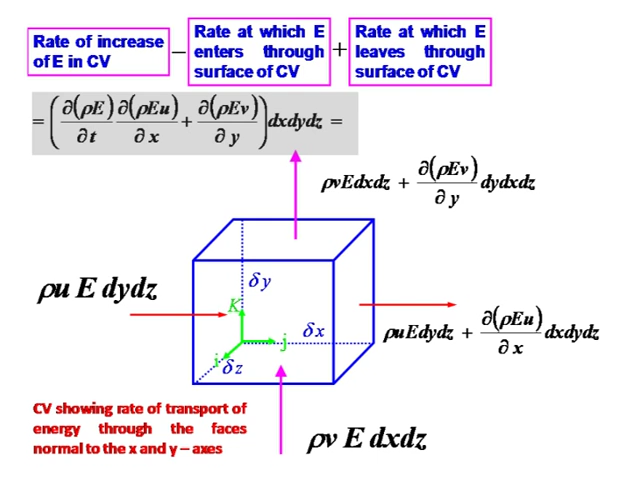 Rate of increase of E in CV − Rate at which E enters through surface of CV + Rate at which E leaves through surface of CV
= (∂(ρE)/∂t ∂(ρEu)/∂x + ∂(ρEv)/∂y) dxdydz =
ρvEdxdz + ∂(ρEv)/∂y dydxdz
δy
ρu E dydz
K
δx
j
ρuEdydz + ∂(ρEu)/∂x dxdydz
i
δz
CV showing rate of transport of
energy through the faces
normal to the x and y – axes
ρv E dxdz